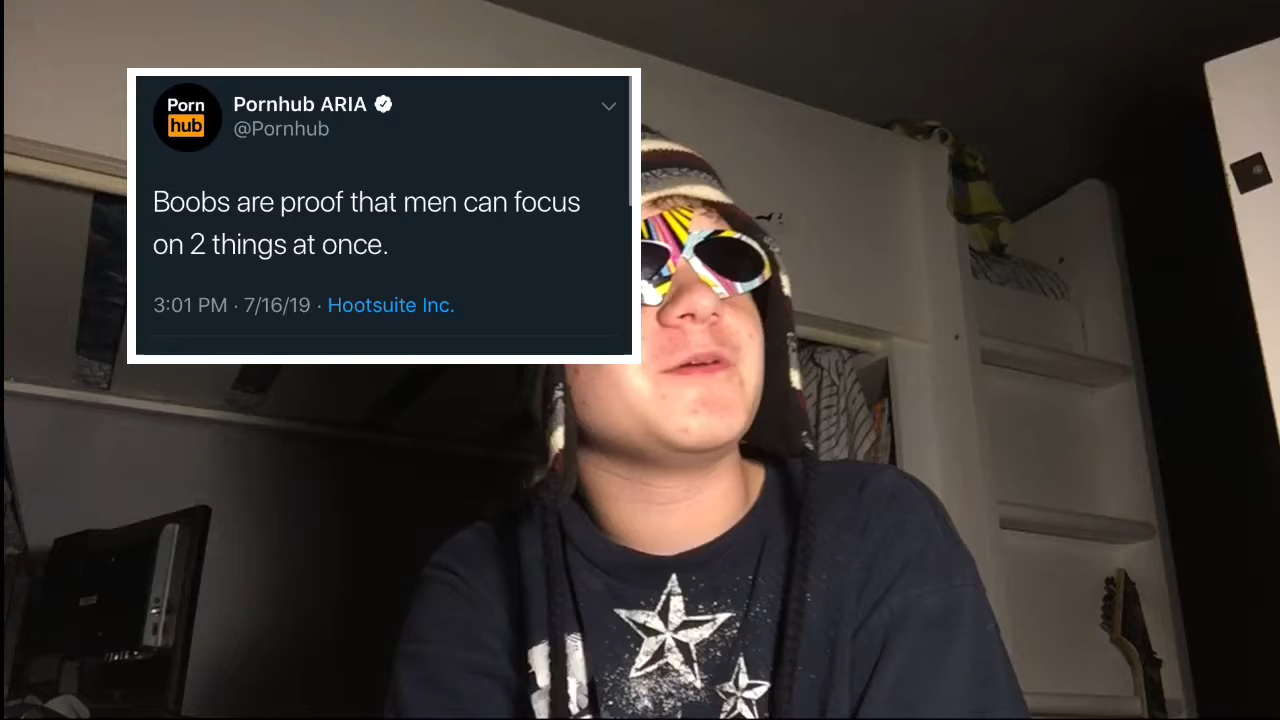 Porn
hub
Pornhub ARIA
@Pornhub
Boobs are proof that men can focus
on 2 things at once.
3:01 PM · 7/16/19 · Hootsuite Inc.